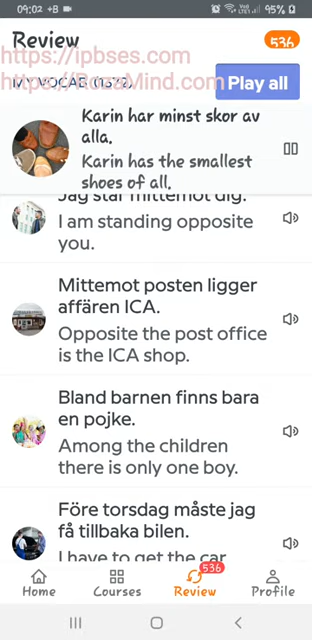 09:02 +B
95%
Review
536
https://ipbses.com
https://RosaMind.com
MY VOCAB (1372)
Play all
Karin har minst skor av
alla.
Karin has the smallest
shoes of all.
Jag står mittemot dig.
I am standing opposite
you.
Mittemot posten ligger
affären ICA.
Opposite the post office
is the ICA shop.
Bland barnen finns bara
en pojke.
Among the children
there is only one boy.
Före torsdag måste jag
få tillbaka bilen.
I have to get the car
536
Home
Courses
Review
Profile